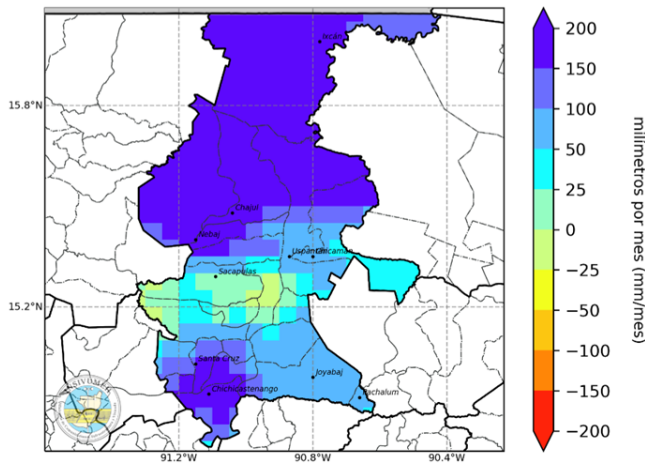 Ixcán
15.8°N
Chajul
Nebaj
Uspantán
Chicamán
Sacapulas
15.2°N
Santa Cruz
Joyabaj
Chichicastenango
Pachalum
91.2°W
90.8°W
90.4°W
200
150
100
50
25
0
−25
−50
−100
−150
−200
milímetros por mes (mm/mes)
INSIVUMEH